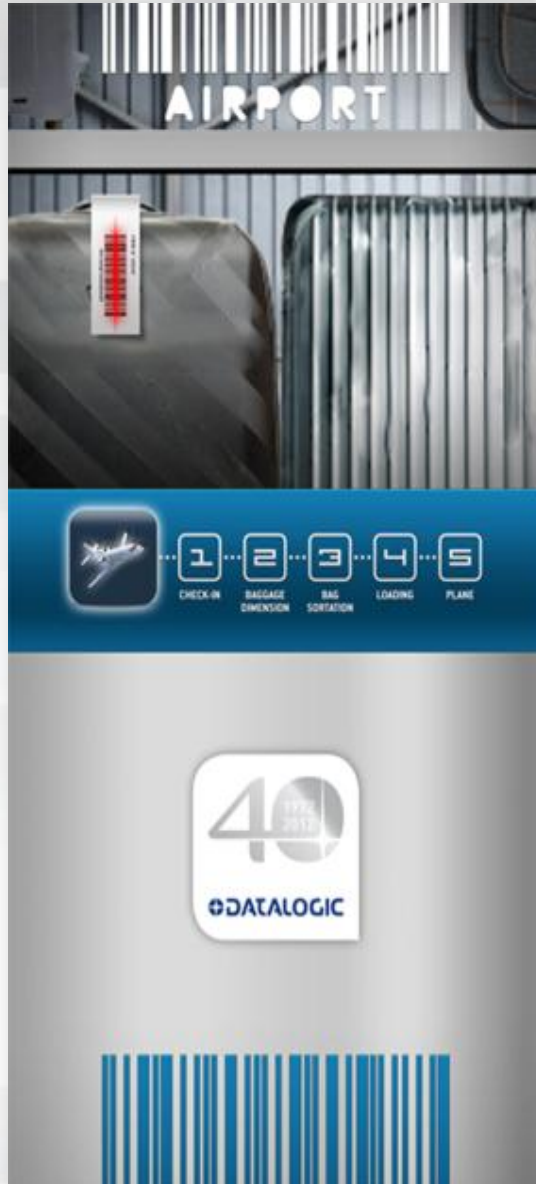 AIRPORT
1 2 3 4 5
CHECK-IN BAGGAGE DIMENSION BAG SORTATION LOADING PLANE
40
1972
2012
DATALOGIC